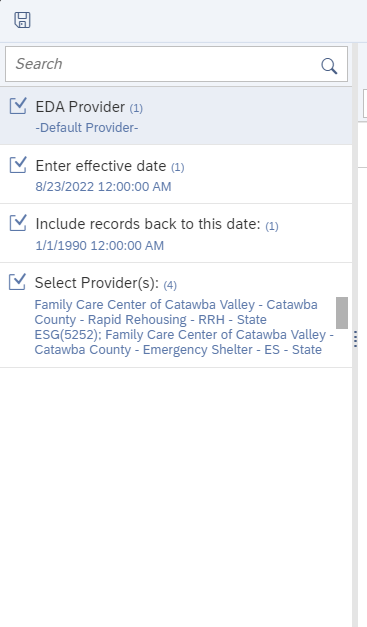 Search
EDA Provider (1)
-Default Provider-
Enter effective date (1)
8/23/2022 12:00:00 AM
Include records back to this date: (1)
1/1/1990 12:00:00 AM
Select Provider(s): (4)
Family Care Center of Catawba Valley - Catawba
County - Rapid Rehousing - RRH - State
ESG(5252); Family Care Center of Catawba Valley -
Catawba County - Emergency Shelter - ES - State